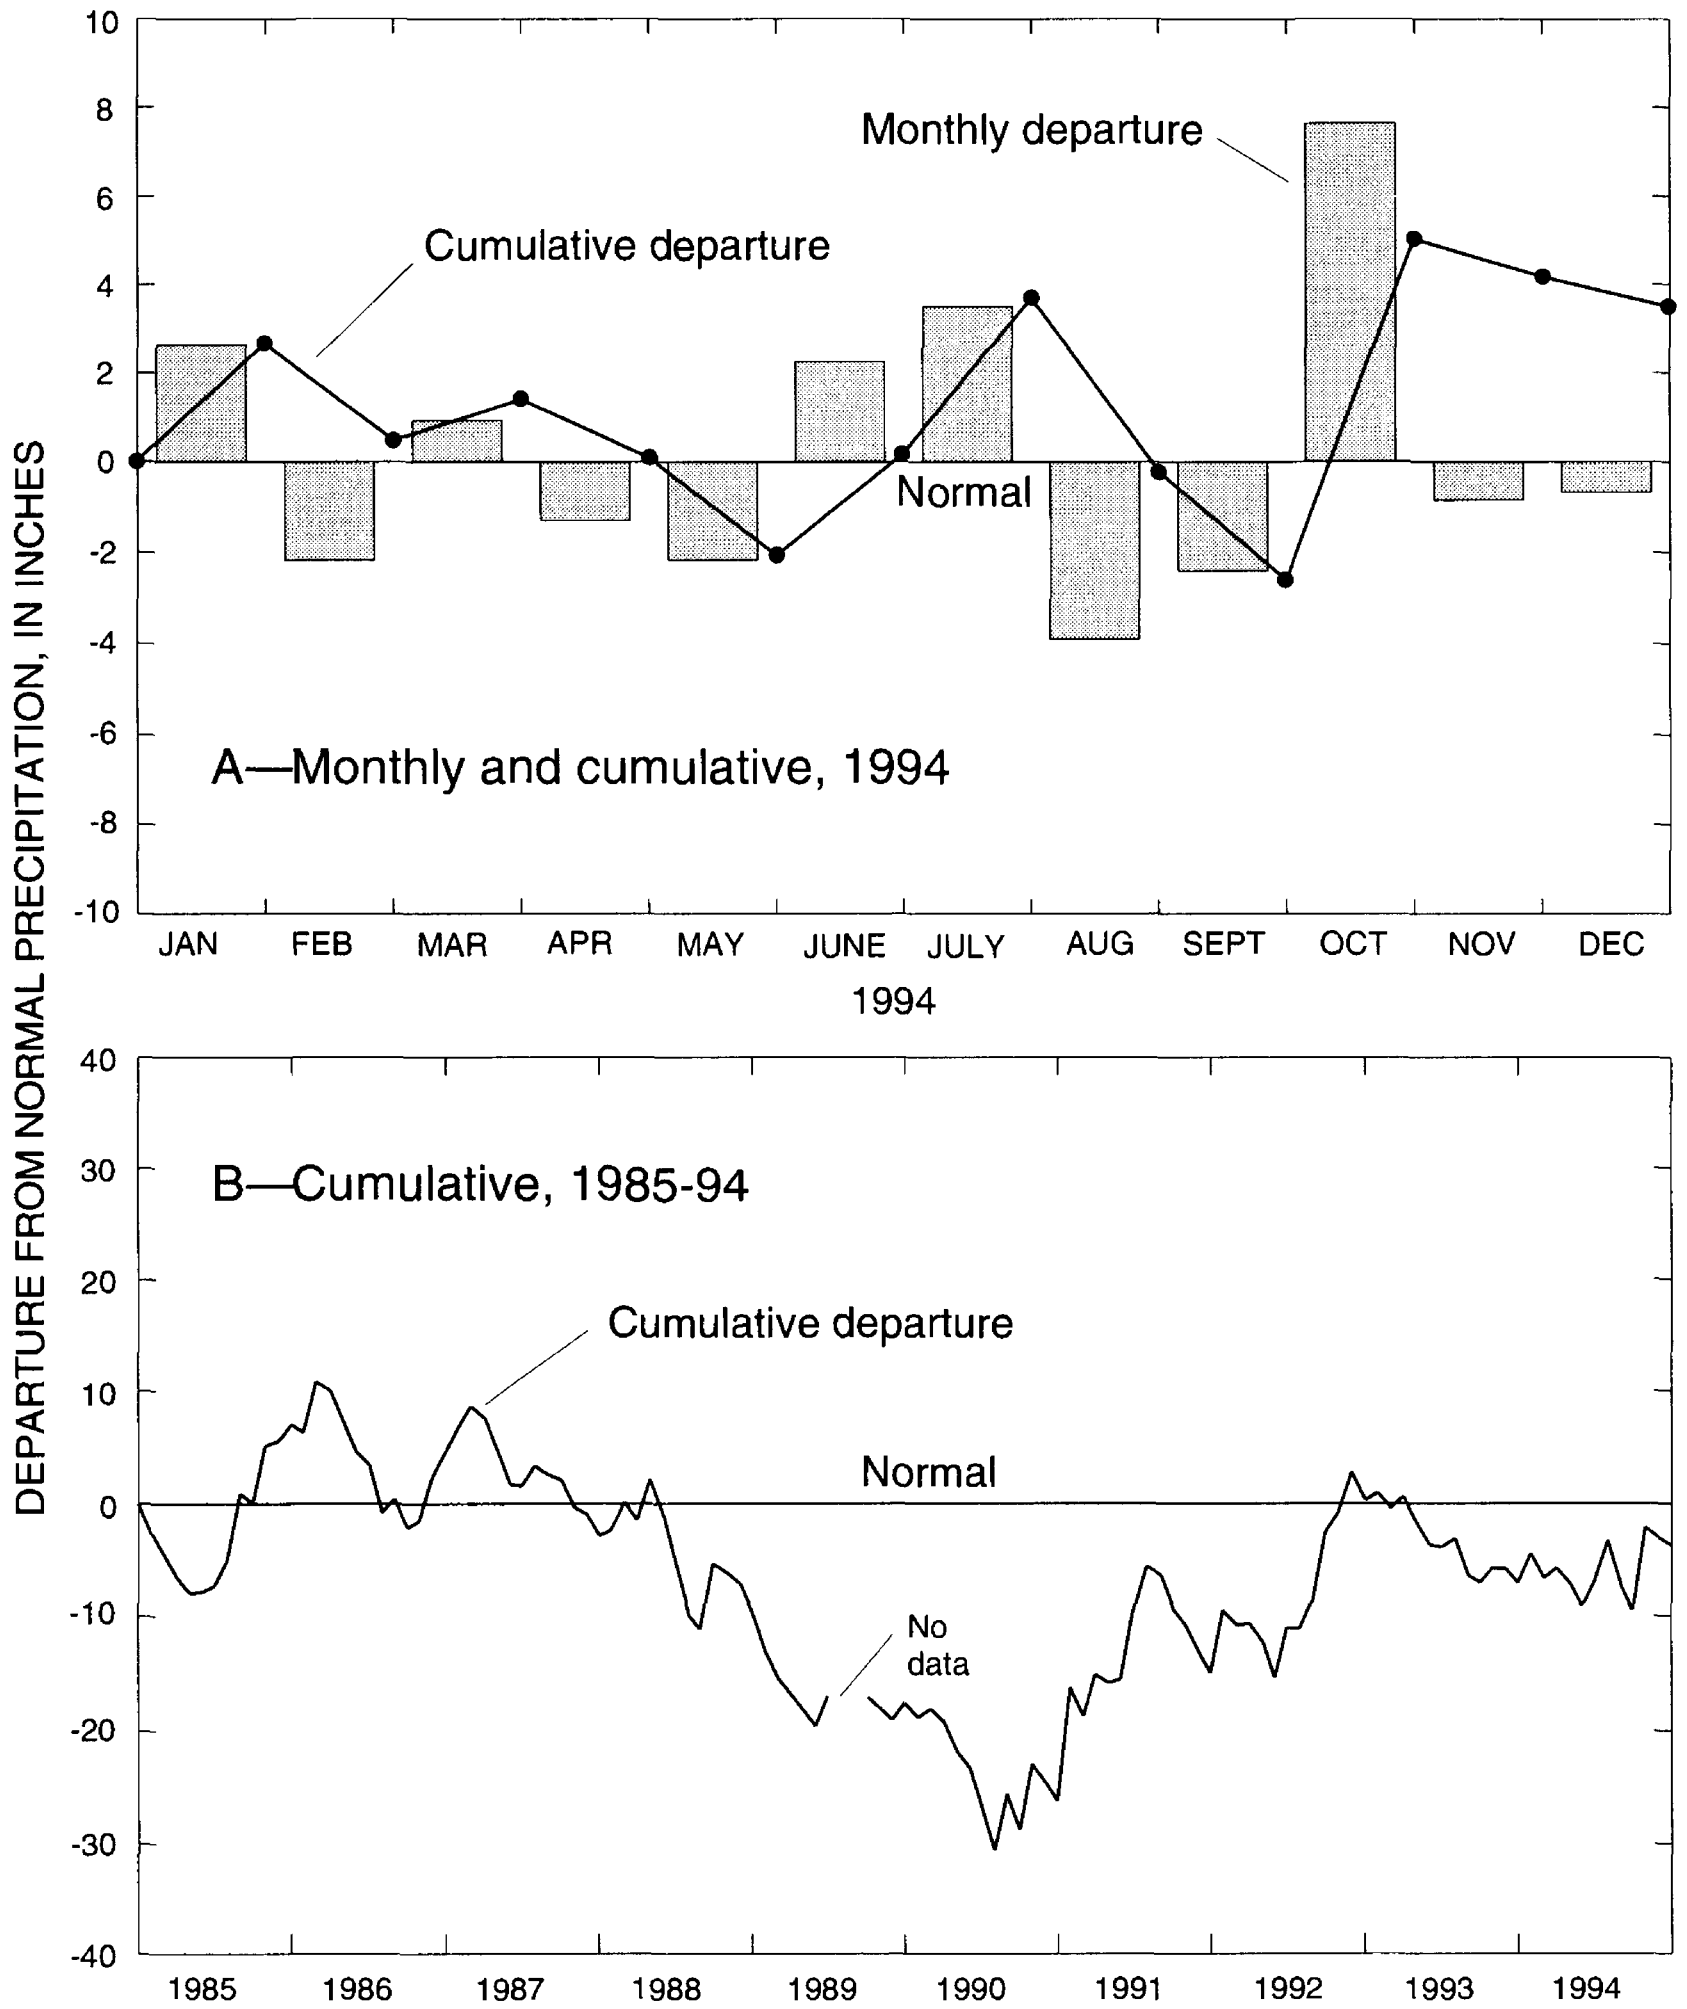 DEPARTURE FROM NORMAL PRECIPITATION, IN INCHES
10
8
6
4
2
0
-2
-4
-6
-8
-10
Monthly departure
Cumulative departure
Normal
A—Monthly and cumulative, 1994
JAN FEB MAR APR MAY JUNE JULY AUG SEPT OCT NOV DEC
1994
40
30
20
10
0
-10
-20
-30
-40
B—Cumulative, 1985-94
Cumulative departure
Normal
No
data
1985 1986 1987 1988 1989 1990 1991 1992 1993 1994